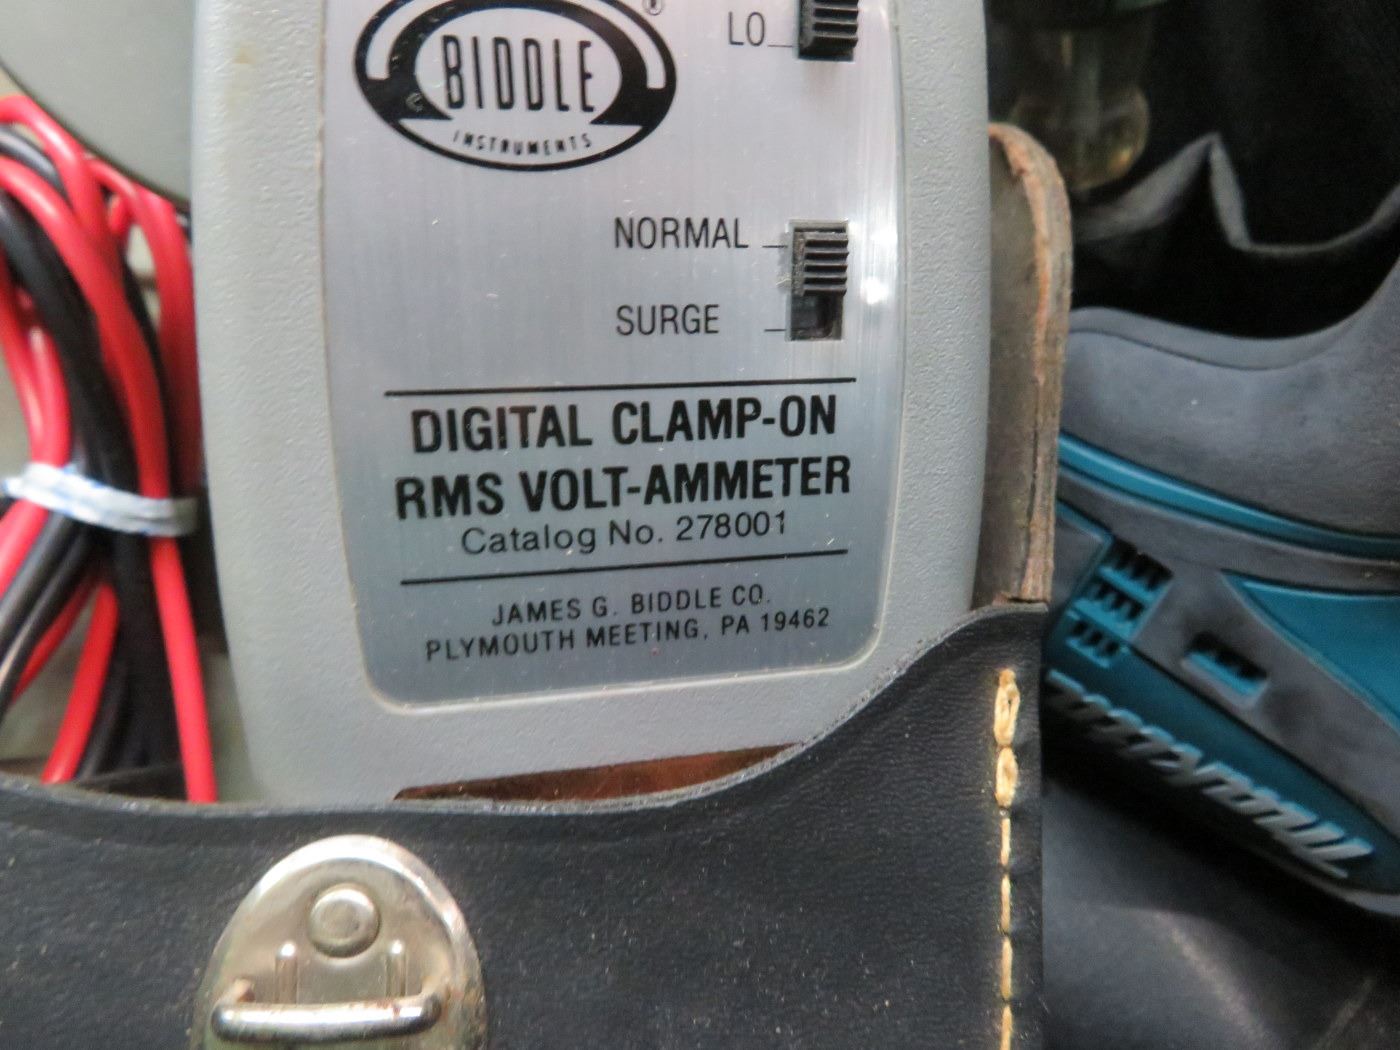 ®
LO
BIDDLE
INSTRUMENTS
NORMAL
SURGE
DIGITAL CLAMP-ON
RMS VOLT-AMMETER
Catalog No. 278001
JAMES G. BIDDLE CO.
PLYMOUTH MEETING, PA 19462
makita